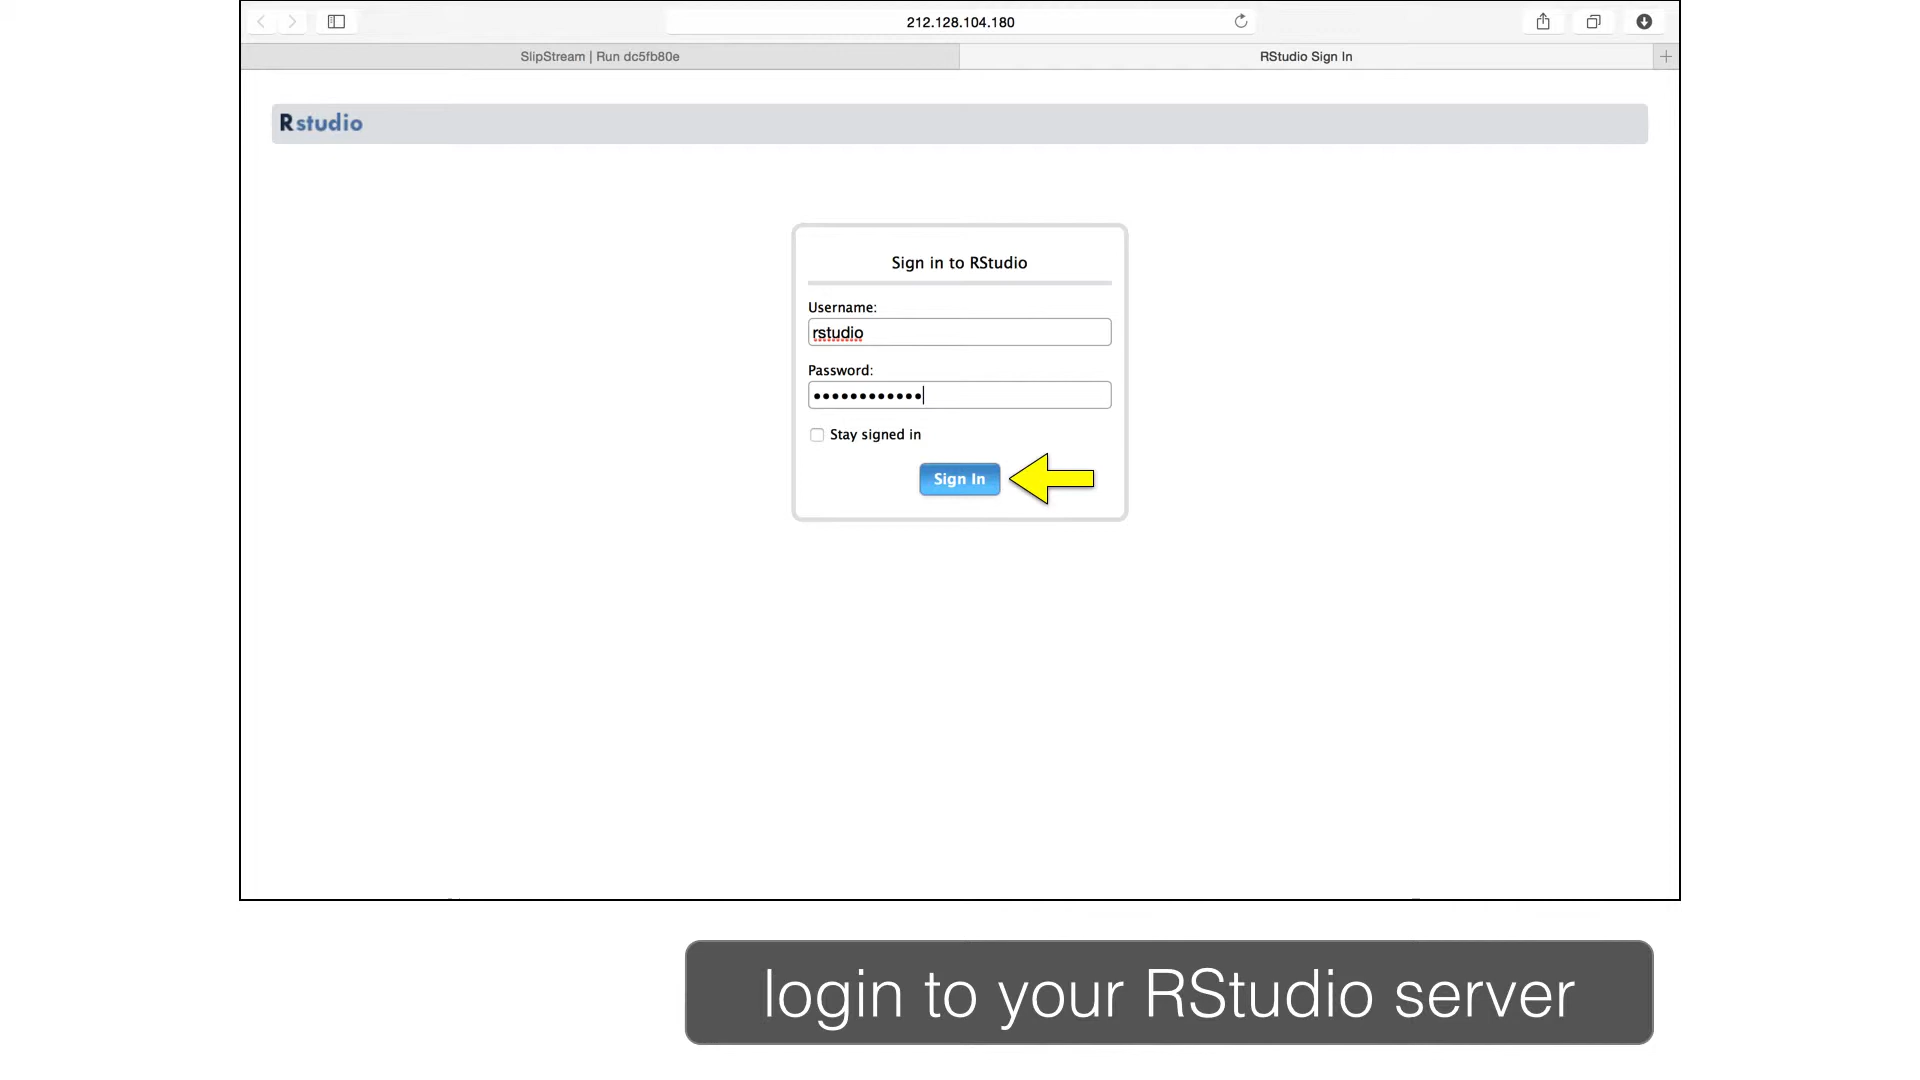 212.128.104.180
SlipStream | Run dc5fb80e
RStudio Sign In
Rstudio
Sign in to RStudio
Username:
rstudio
Password:
••••••••••••
Stay signed in
Sign In
login to your RStudio server